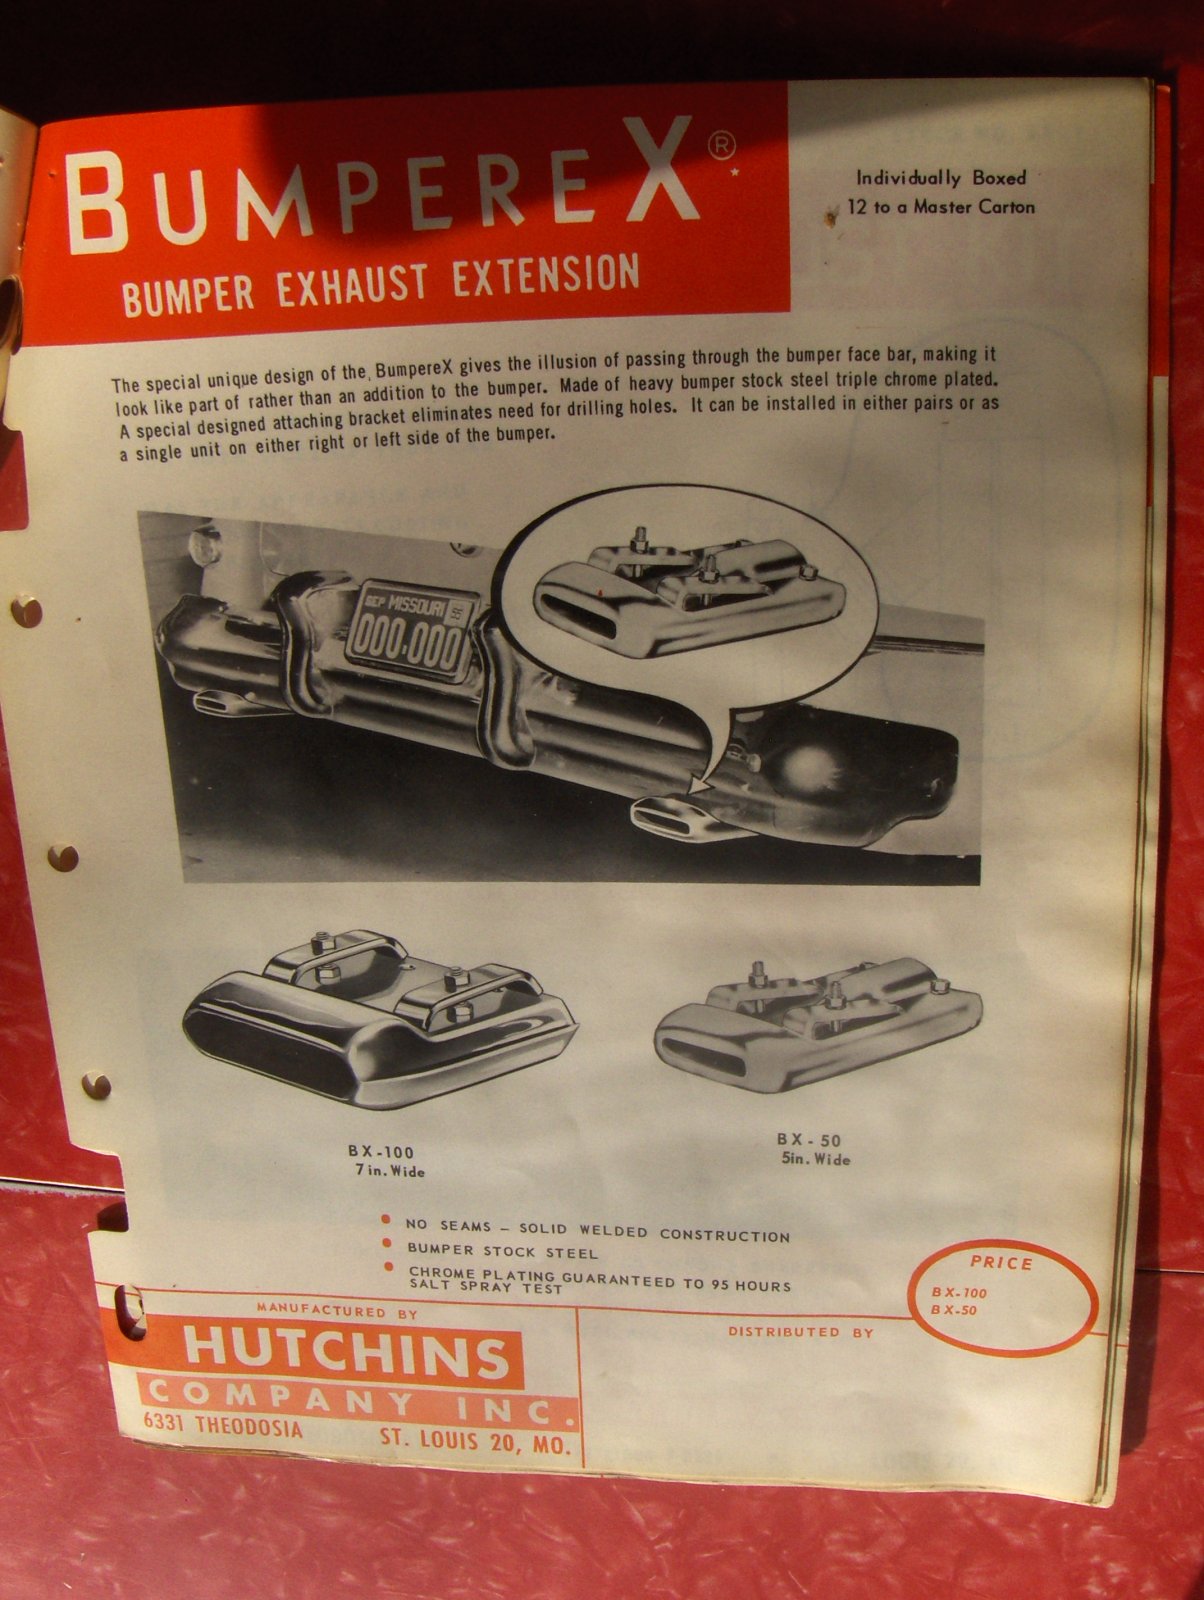 BUMPEREX®
BUMPER EXHAUST EXTENSION
Individually Boxed
12 to a Master Carton
The special unique design of the BumpereX gives the illusion of passing through the bumper face bar, making it
look like part of rather than an addition to the bumper. Made of heavy bumper stock steel triple chrome plated.
A special designed attaching bracket eliminates need for drilling holes. It can be installed in either pairs or as
a single unit on either right or left side of the bumper.
SEP MISSOURI 55
000.000
BX-100
7 in. Wide
BX-50
5in. Wide
NO SEAMS – SOLID WELDED CONSTRUCTION
BUMPER STOCK STEEL
CHROME PLATING GUARANTEED TO 95 HOURS
SALT SPRAY TEST
PRICE
BX-100
BX-50
MANUFACTURED BY
HUTCHINS
COMPANY INC.
6331 THEODOSIA ST. LOUIS 20, MO.
DISTRIBUTED BY